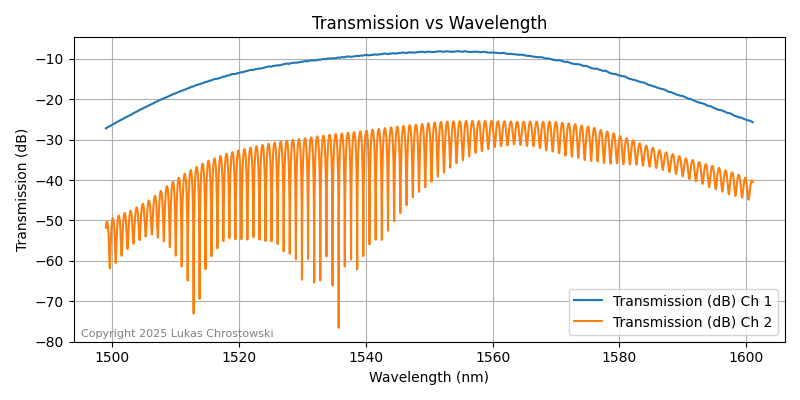 Transmission vs Wavelength
Transmission (dB)
−10
−20
−30
−40
−50
−60
−70
−80
Transmission (dB) Ch 1
Transmission (dB) Ch 2
Copyright 2025 Lukas Chrostowski
1500 1520 1540 1560 1580 1600
Wavelength (nm)